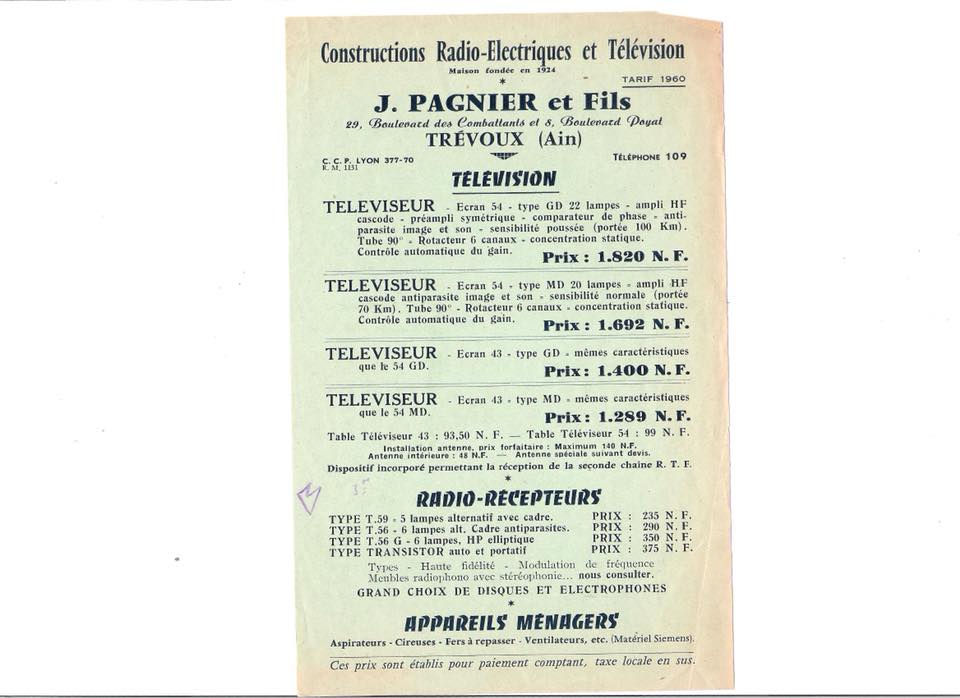 Constructions Radio-Electriques et Télévision
Maison fondée en 1924
TARIF 1960
*
J. PAGNIER et Fils
29, Boulevard des Combattants et 8, Boulevard Poyat
TRÉVOUX (Ain)
C. C. P. LYON 377-70
R. M. 1131
TÉLÉPHONE 109
TÉLÉVISION
TELEVISEUR - Ecran 54 - type GD 22 lampes - ampli HF
cascode - préampli symétrique - comparateur de phase - anti-
parasite image et son - sensibilité poussée (portée 100 Km).
Tube 90° - Rotacteur 6 canaux - concentration statique.
Contrôle automatique du gain.
Prix : 1.820 N. F.
TELEVISEUR - Ecran 54 - type MD 20 lampes - ampli HF
cascode antiparasite image et son - sensibilité normale (portée
70 Km). Tube 90° - Rotacteur 6 canaux - concentration statique.
Contrôle automatique du gain.
Prix : 1.692 N. F.
TELEVISEUR - Ecran 43 - type GD - mêmes caractéristiques
que le 54 GD.
Prix : 1.400 N. F.
TELEVISEUR - Ecran 43 - type MD - mêmes caractéristiques
que le 54 MD.
Prix : 1.289 N. F.
Table Téléviseur 43 : 93,50 N. F. — Table Téléviseur 54 : 99 N. F.
Installation antenne, prix forfaitaire : Maximum 140 N.F.
Antenne intérieure : 48 N.F. — Antenne spéciale suivant devis.
Dispositif incorporé permettant la réception de la seconde chaine R. T. F.
*
RADIO-RÉCEPTEURS
TYPE T.59 - 5 lampes alternatif avec cadre. PRIX : 235 N. F.
TYPE T.56 - 6 lampes alt. Cadre antiparasites. PRIX : 290 N. F.
TYPE T.56 G - 6 lampes, HP elliptique PRIX : 350 N. F.
TYPE TRANSISTOR auto et portatif PRIX : 375 N. F.
Types - Haute fidélité - Modulation de fréquence
Meubles radiophono avec stéréophonie... nous consulter.
GRAND CHOIX DE DISQUES ET ELECTROPHONES
*
APPAREILS MÉNAGERS
Aspirateurs - Cireuses - Fers à repasser - Ventilateurs, etc. (Matériel Siemens).
Ces prix sont établis pour paiement comptant, taxe locale en sus.